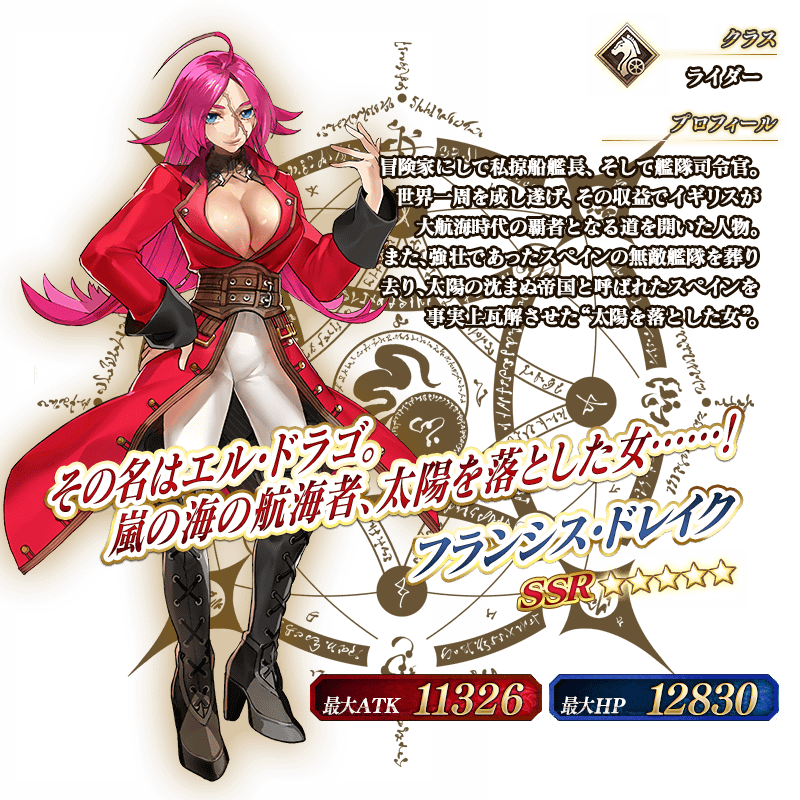 クラス
ライダー
プロフィール
冒険家にして私掠船艦長、そして艦隊司令官。
世界一周を成し遂げ、その収益でイギリスが
大航海時代の覇者となる道を開いた人物。
また、強壮であったスペインの無敵艦隊を葬り
去り、太陽の沈まぬ帝国と呼ばれたスペインを
事実上瓦解させた“太陽を落とした女”。
その名はエル・ドラゴ。
嵐の海の航海者、太陽を落とした女……！
フランシス・ドレイク
SSR ☆☆☆☆☆
最大ATK 11326
最大HP 12830